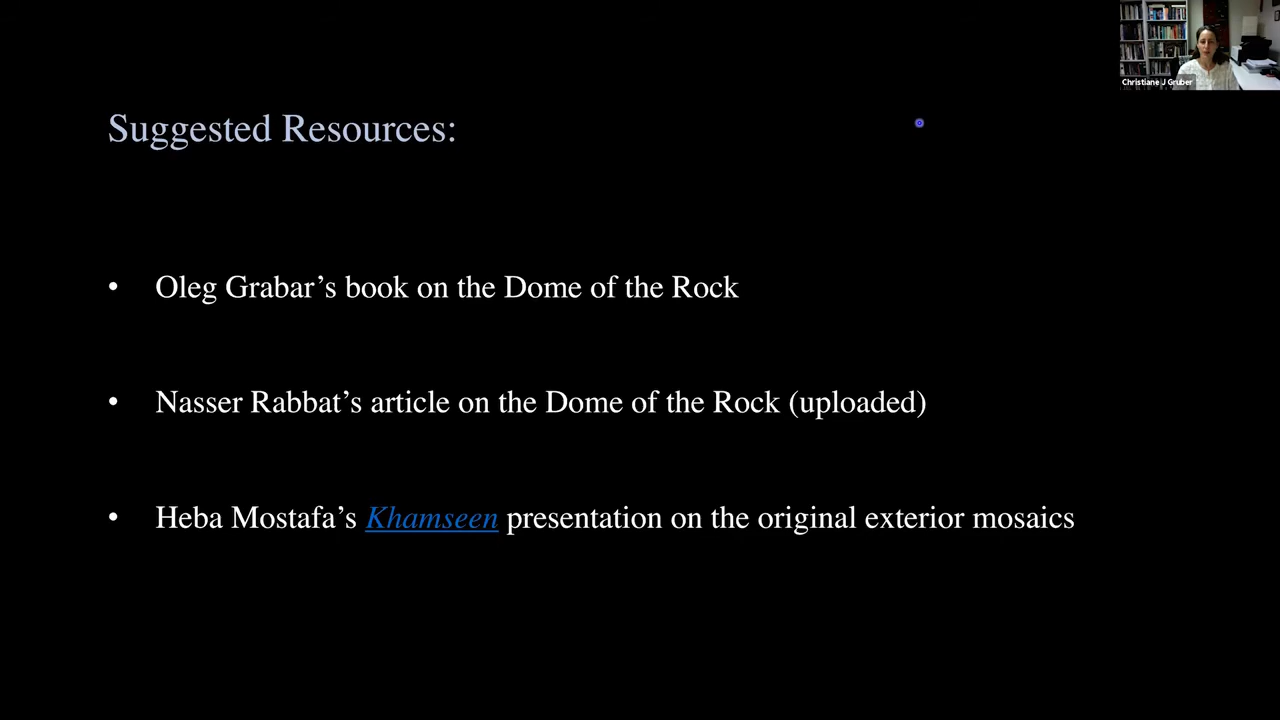 Christiane J Gruber
Suggested Resources:
• Oleg Grabar’s book on the Dome of the Rock
• Nasser Rabbat’s article on the Dome of the Rock (uploaded)
• Heba Mostafa’s Khamseen presentation on the original exterior mosaics